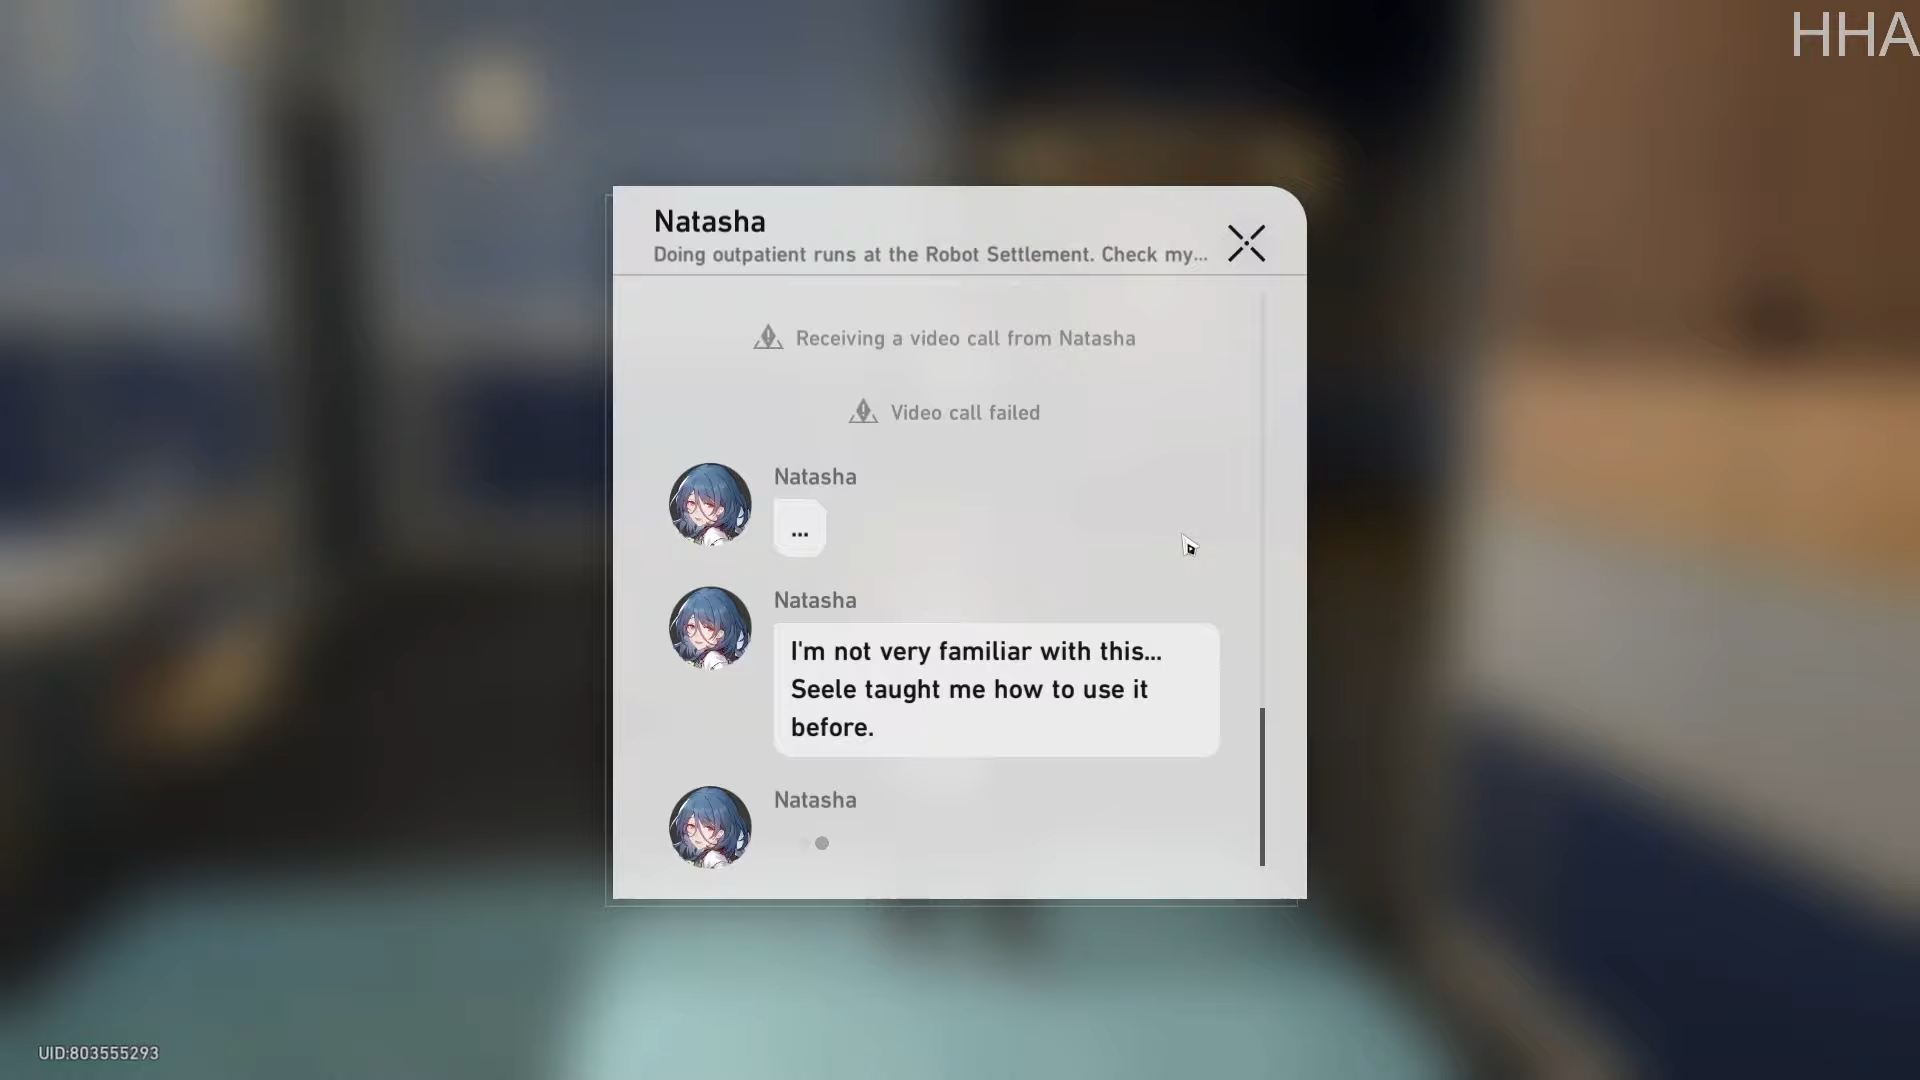 HHA
Natasha
Doing outpatient runs at the Robot Settlement. Check my...
Receiving a video call from Natasha
Video call failed
Natasha
...
Natasha
I'm not very familiar with this...
Seele taught me how to use it
before.
Natasha
UID:803555293